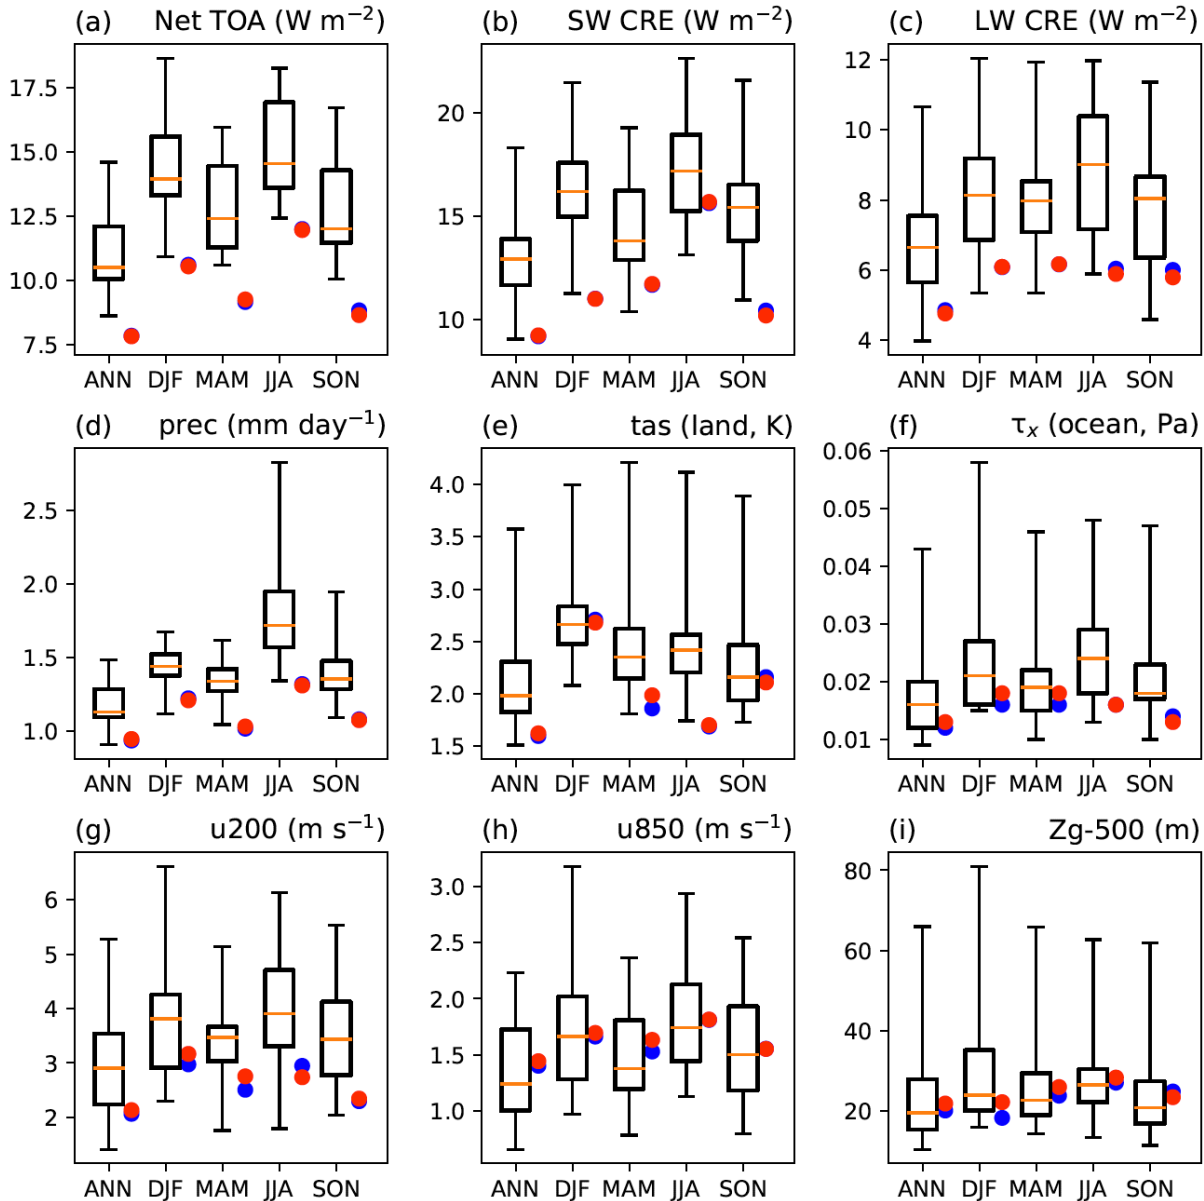 (a) Net TOA (W m⁻²)
(b) SW CRE (W m⁻²)
(c) LW CRE (W m⁻²)
17.5
15.0
12.5
10.0
7.5
ANN DJF MAM JJA SON
20
15
10
ANN DJF MAM JJA SON
12
10
8
6
4
ANN DJF MAM JJA SON
(d) prec (mm day⁻¹)
(e) tas (land, K)
(f) τₓ (ocean, Pa)
2.5
2.0
1.5
1.0
ANN DJF MAM JJA SON
4.0
3.5
3.0
2.5
2.0
1.5
ANN DJF MAM JJA SON
0.06
0.05
0.04
0.03
0.02
0.01
ANN DJF MAM JJA SON
(g) u200 (m s⁻¹)
(h) u850 (m s⁻¹)
(i) Zg-500 (m)
6
5
4
3
2
ANN DJF MAM JJA SON
3.0
2.5
2.0
1.5
1.0
ANN DJF MAM JJA SON
80
60
40
20
ANN DJF MAM JJA SON